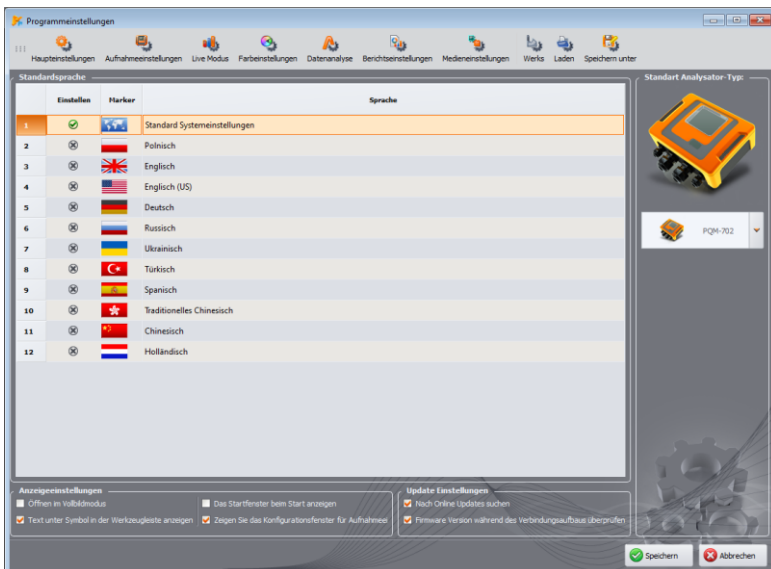 Programmeinstellungen
Haupteinstellungen Aufnahmeeinstellungen Live Modus Farbeinstellungen Datenanalyse Berichtseinstellungen Medieneinstellungen Werks Laden Speichern unter
Standardsprache
Standart Analysator-Typ:
Einstellen Marker Sprache
1 Standard Systemeinstellungen
2 Polnisch
3 Englisch
4 Englisch (US)
5 Deutsch
6 Russisch
7 Ukrainisch
8 Türkisch
9 Spanisch
10 Traditionelles Chinesisch
11 Chinesisch
12 Holländisch
PQM-702
Anzeigeeinstellungen
Öffnen im Vollbildmodus
Das Startfenster beim Start anzeigen
Text unter Symbol in der Werkzeugleiste anzeigen
Zeigen Sie das Konfigurationsfenster für Aufnahmeei
Update Einstellungen
Nach Online Updates suchen
Firmware Version während des Verbindungsaufbaus überprüfen
Speichern Abbrechen